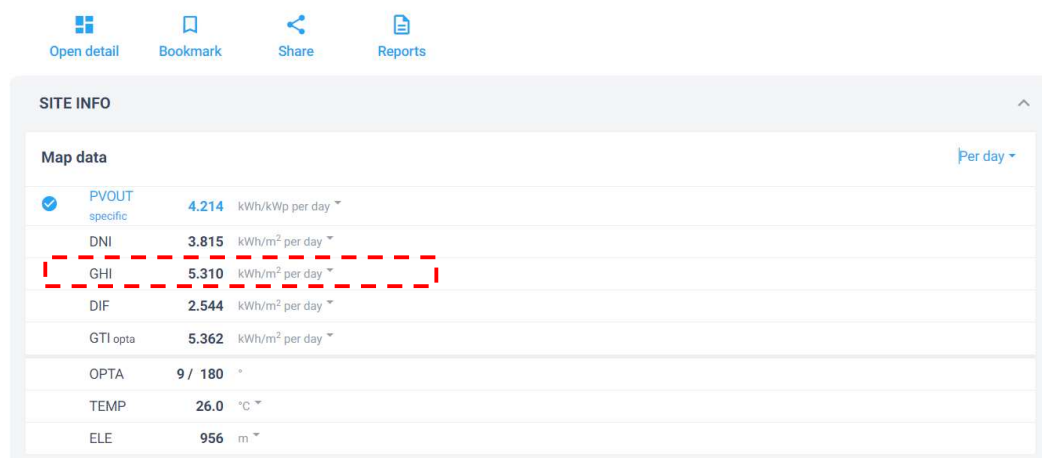 Open detail Bookmark Share Reports
SITE INFO
Map data Per day
PVOUT specific 4.214 kWh/kWp per day
DNI 3.815 kWh/m² per day
GHI 5.310 kWh/m² per day
DIF 2.544 kWh/m² per day
GTI opta 5.362 kWh/m² per day
OPTA 9 / 180 °
TEMP 26.0 °C
ELE 956 m